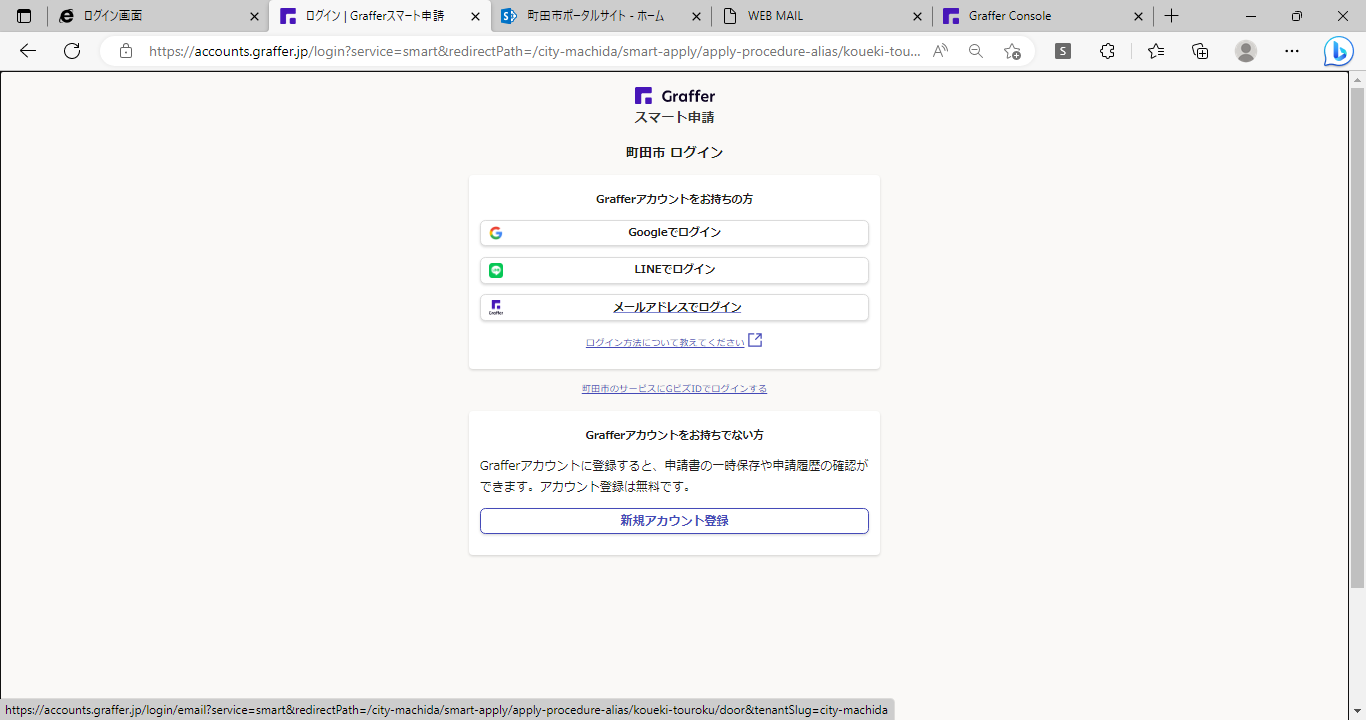 ログイン画面
ログイン | Grafferスマート申請
町田市ポータルサイト - ホーム
WEB MAIL
Graffer Console
https://accounts.graffer.jp/login?service=smart&redirectPath=/city-machida/smart-apply/apply-procedure-alias/koueki-tou...
Graffer
スマート申請
町田市 ログイン
Grafferアカウントをお持ちの方
Googleでログイン
LINEでログイン
Graffer
メールアドレスでログイン
ログイン方法について教えてください
町田市のサービスにGビズIDでログインする
Grafferアカウントをお持ちでない方
Grafferアカウントに登録すると、申請書の一時保存や申請履歴の確認が
できます。アカウント登録は無料です。
新規アカウント登録
https://accounts.graffer.jp/login/email?service=smart&redirectPath=/city-machida/smart-apply/apply-procedure-alias/koueki-touroku/door&tenantSlug=city-machida